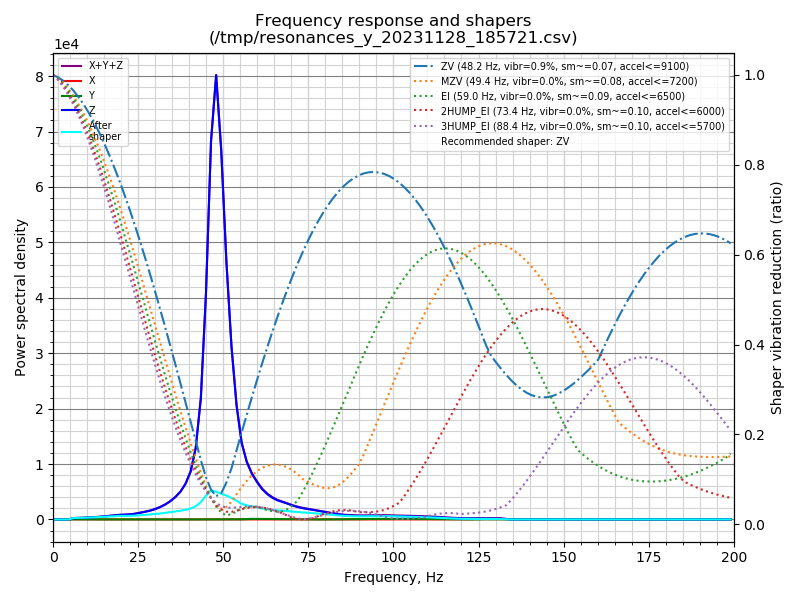 Frequency response and shapers
(/tmp/resonances_y_20231128_185721.csv)
1e4
X+Y+Z
X
Y
Z
After
shaper
ZV (48.2 Hz, vibr=0.9%, sm~=0.07, accel<=9100)
MZV (49.4 Hz, vibr=0.0%, sm~=0.08, accel<=7200)
EI (59.0 Hz, vibr=0.0%, sm~=0.09, accel<=6500)
2HUMP_EI (73.4 Hz, vibr=0.0%, sm~=0.10, accel<=6000)
3HUMP_EI (88.4 Hz, vibr=0.0%, sm~=0.10, accel<=5700)
Recommended shaper: ZV
Power spectral density
8
7
6
5
4
3
2
1
0
1.0
0.8
0.6
0.4
0.2
0.0
Shaper vibration reduction (ratio)
0 25 50 75 100 125 150 175 200
Frequency, Hz